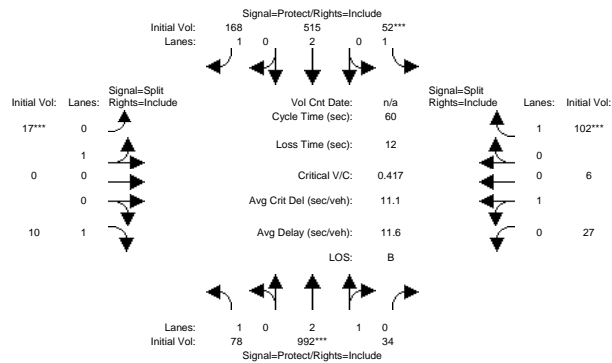 Signal=Protect/Rights=Include
Initial Vol: 168 515 52***
Lanes: 1 0 2 0 1
Signal=Split Signal=Split
Initial Vol: Lanes: Rights=Include Vol Cnt Date: n/a Rights=Include Lanes: Initial Vol:
Cycle Time (sec): 60
17*** 0 1 102***
Loss Time (sec): 12
1 0
0 0 Critical V/C: 0.417 0 6
0 Avg Crit Del (sec/veh): 11.1 1
10 1 Avg Delay (sec/veh): 11.6 0 27
LOS: B
Lanes: 1 0 2 1 0
Initial Vol: 78 992*** 34
Signal=Protect/Rights=Include